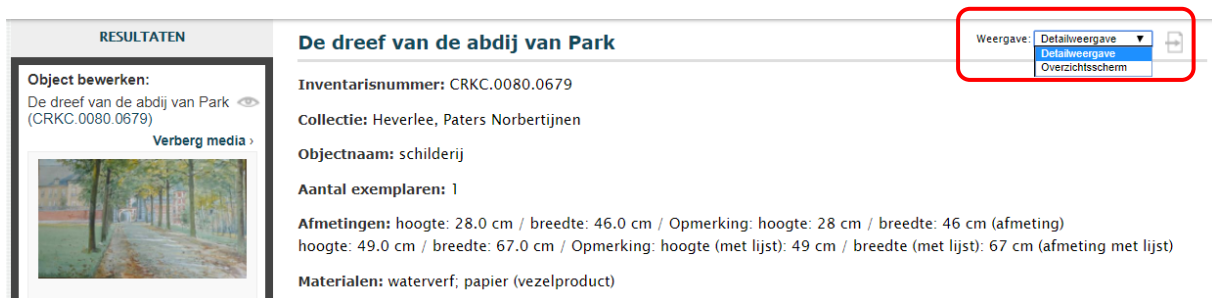 RESULTATEN
Object bewerken:
De dreef van de abdij van Park
(CRKC.0080.0679)
Verberg media ›
De dreef van de abdij van Park
Weergave: Detailweergave ▼
Detailweergave
Overzichtsscherm
Inventarisnummer: CRKC.0080.0679
Collectie: Heverlee, Paters Norbertijnen
Objectnaam: schilderij
Aantal exemplaren: 1
Afmetingen: hoogte: 28.0 cm / breedte: 46.0 cm / Opmerking: hoogte: 28 cm / breedte: 46 cm (afmeting)
hoogte: 49.0 cm / breedte: 67.0 cm / Opmerking: hoogte (met lijst): 49 cm / breedte (met lijst): 67 cm (afmeting met lijst)
Materialen: waterverf; papier (vezelproduct)